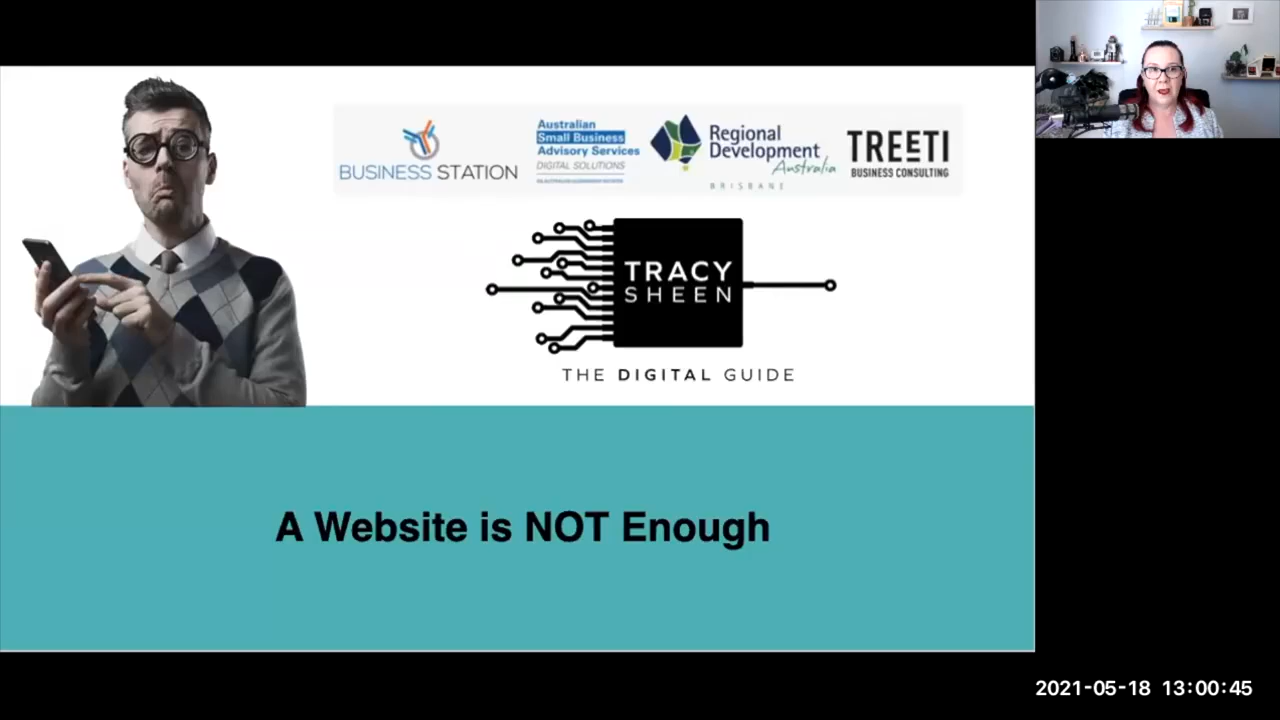 BUSINESS STATION
Australian
Small Business
Advisory Services
DIGITAL SOLUTIONS
Regional
Development
Australia
BRISBANE
TREETI
BUSINESS CONSULTING
TRACY
SHEEN
THE DIGITAL GUIDE
A Website is NOT Enough
2021-05-18 13:00:45